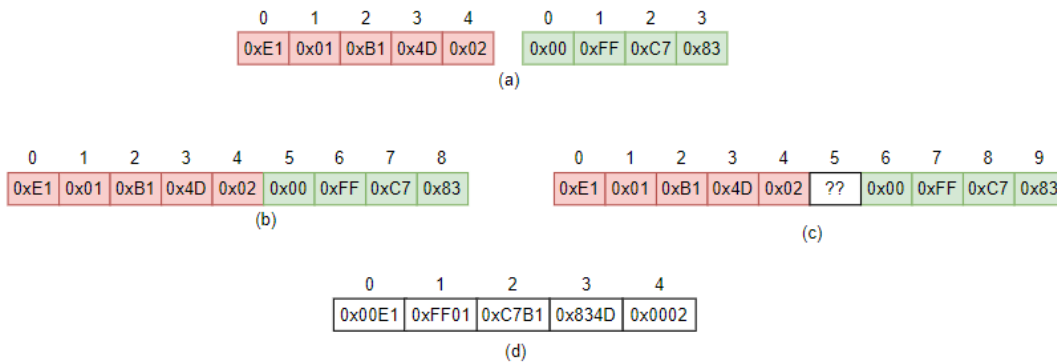 0 1 2 3 4 0 1 2 3
0xE1 0x01 0xB1 0x4D 0x02 0x00 0xFF 0xC7 0x83
(a)
0 1 2 3 4 5 6 7 8
0xE1 0x01 0xB1 0x4D 0x02 0x00 0xFF 0xC7 0x83
(b)
0 1 2 3 4 5 6 7 8 9
0xE1 0x01 0xB1 0x4D 0x02 ?? 0x00 0xFF 0xC7 0x83
(c)
0 1 2 3 4
0x00E1 0xFF01 0xC7B1 0x834D 0x0002
(d)